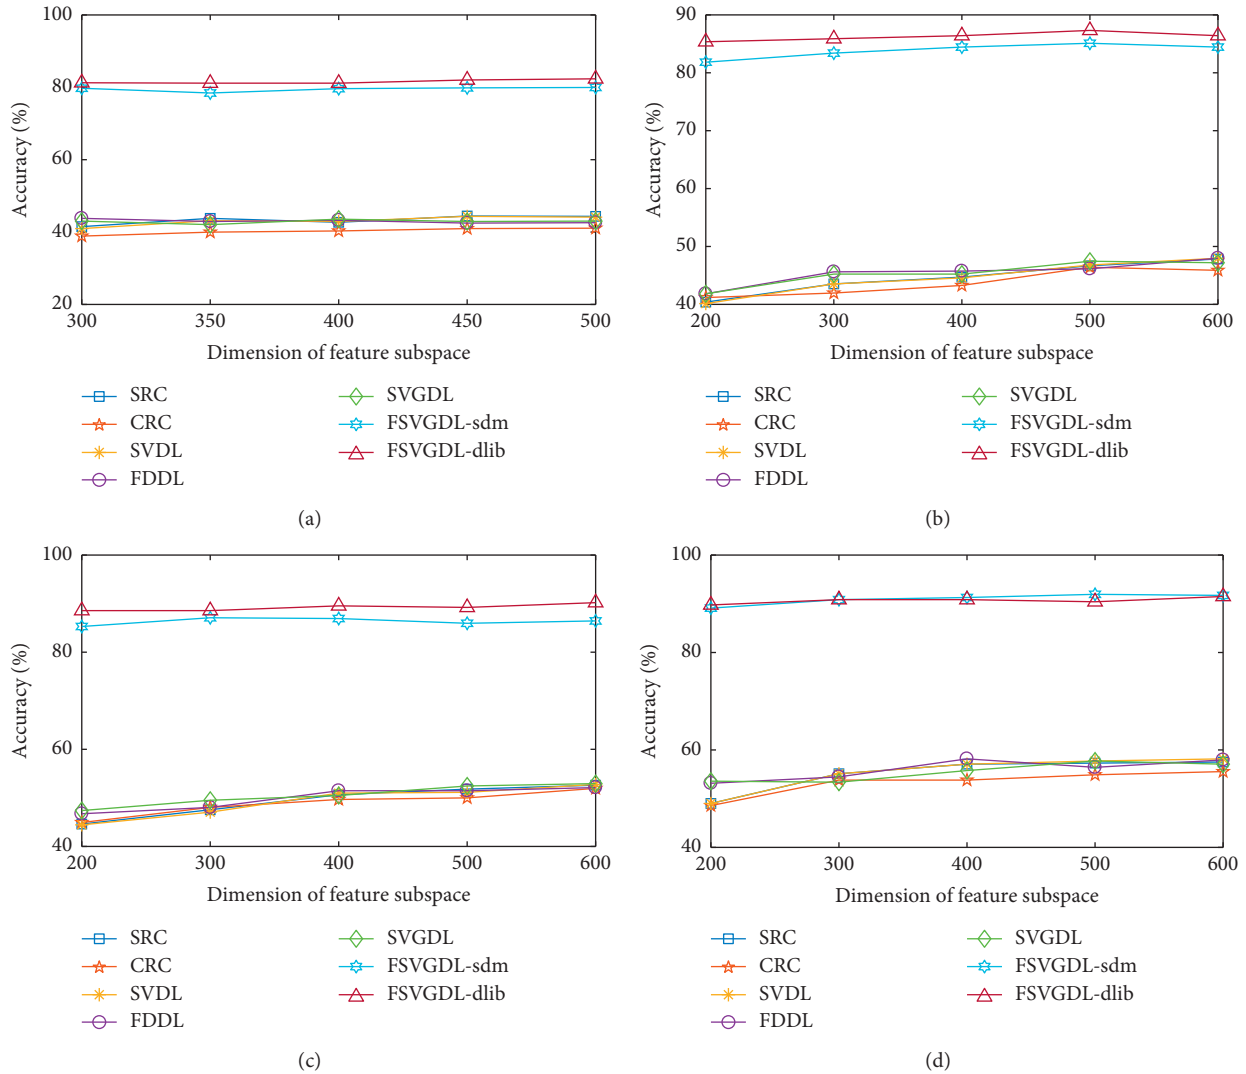 100
80
60
40
20
300 350 400 450 500
Accuracy (%)
Dimension of feature subspace
SRC
CRC
SVDL
FDDL
SVGDL
FSVGDL-sdm
FSVGDL-dlib
(a)
90
80
70
60
50
40
200 300 400 500 600
Accuracy (%)
Dimension of feature subspace
SRC
CRC
SVDL
FDDL
SVGDL
FSVGDL-sdm
FSVGDL-dlib
(b)
100
80
60
40
200 300 400 500 600
Accuracy (%)
Dimension of feature subspace
SRC
CRC
SVDL
FDDL
SVGDL
FSVGDL-sdm
FSVGDL-dlib
(c)
100
80
60
40
200 300 400 500 600
Accuracy (%)
Dimension of feature subspace
SRC
CRC
SVDL
FDDL
SVGDL
FSVGDL-sdm
FSVGDL-dlib
(d)